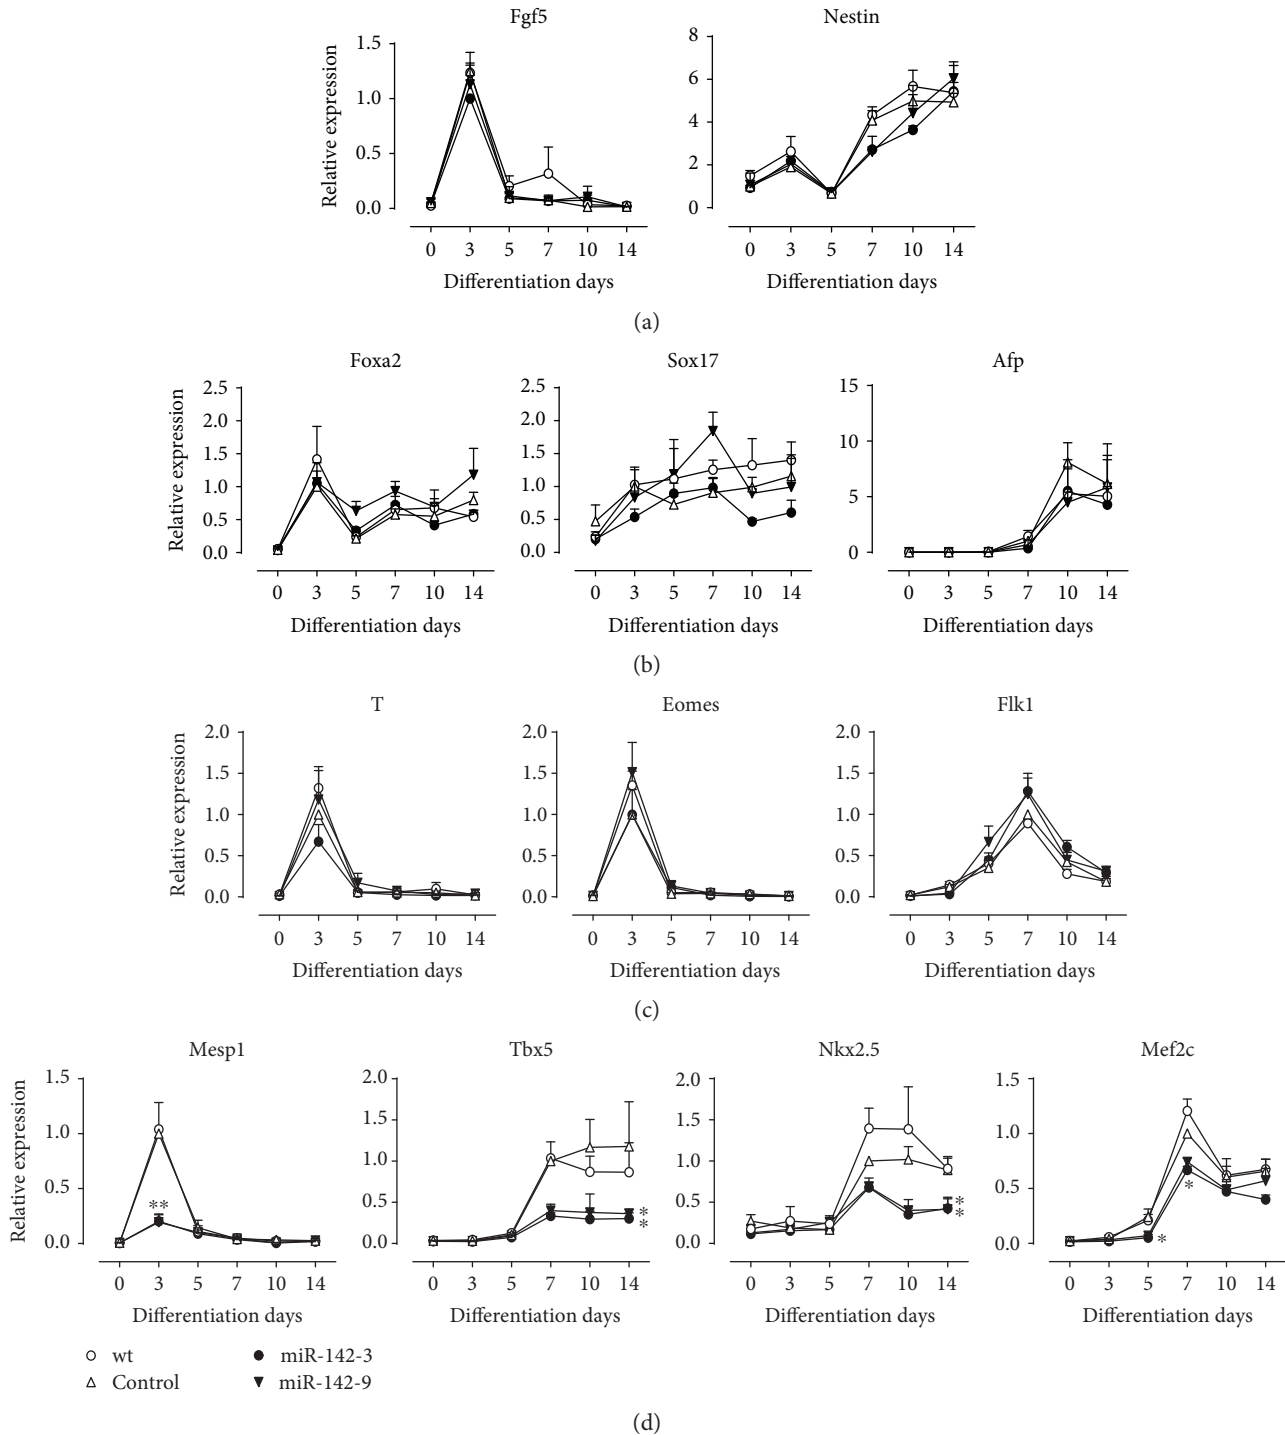 Fgf5
Nestin
Relative expression
1.5
1.0
0.5
0.0
8
6
4
2
0
0 3 5 7 10 14
0 3 5 7 10 14
Differentiation days
Differentiation days
(a)
Foxa2
Sox17
Afp
Relative expression
2.5
2.0
1.5
1.0
0.5
0.0
2.5
2.0
1.5
1.0
0.5
0.0
15
10
5
0
0 3 5 7 10 14
0 3 5 7 10 14
0 3 5 7 10 14
Differentiation days
Differentiation days
Differentiation days
(b)
T
Eomes
Flk1
Relative expression
2.0
1.5
1.0
0.5
0.0
2.0
1.5
1.0
0.5
0.0
2.0
1.5
1.0
0.5
0.0
0 3 5 7 10 14
0 3 5 7 10 14
0 3 5 7 10 14
Differentiation days
Differentiation days
Differentiation days
(c)
Mesp1
Tbx5
Nkx2.5
Mef2c
Relative expression
1.5
1.0
0.5
0.0
**
2.0
1.5
1.0
0.5
0.0
*
*
2.0
1.5
1.0
0.5
0.0
*
*
1.5
1.0
0.5
0.0
*
*
0 3 5 7 10 14
0 3 5 7 10 14
0 3 5 7 10 14
0 3 5 7 10 14
Differentiation days
Differentiation days
Differentiation days
Differentiation days
wt
Control
miR-142-3
miR-142-9
(d)